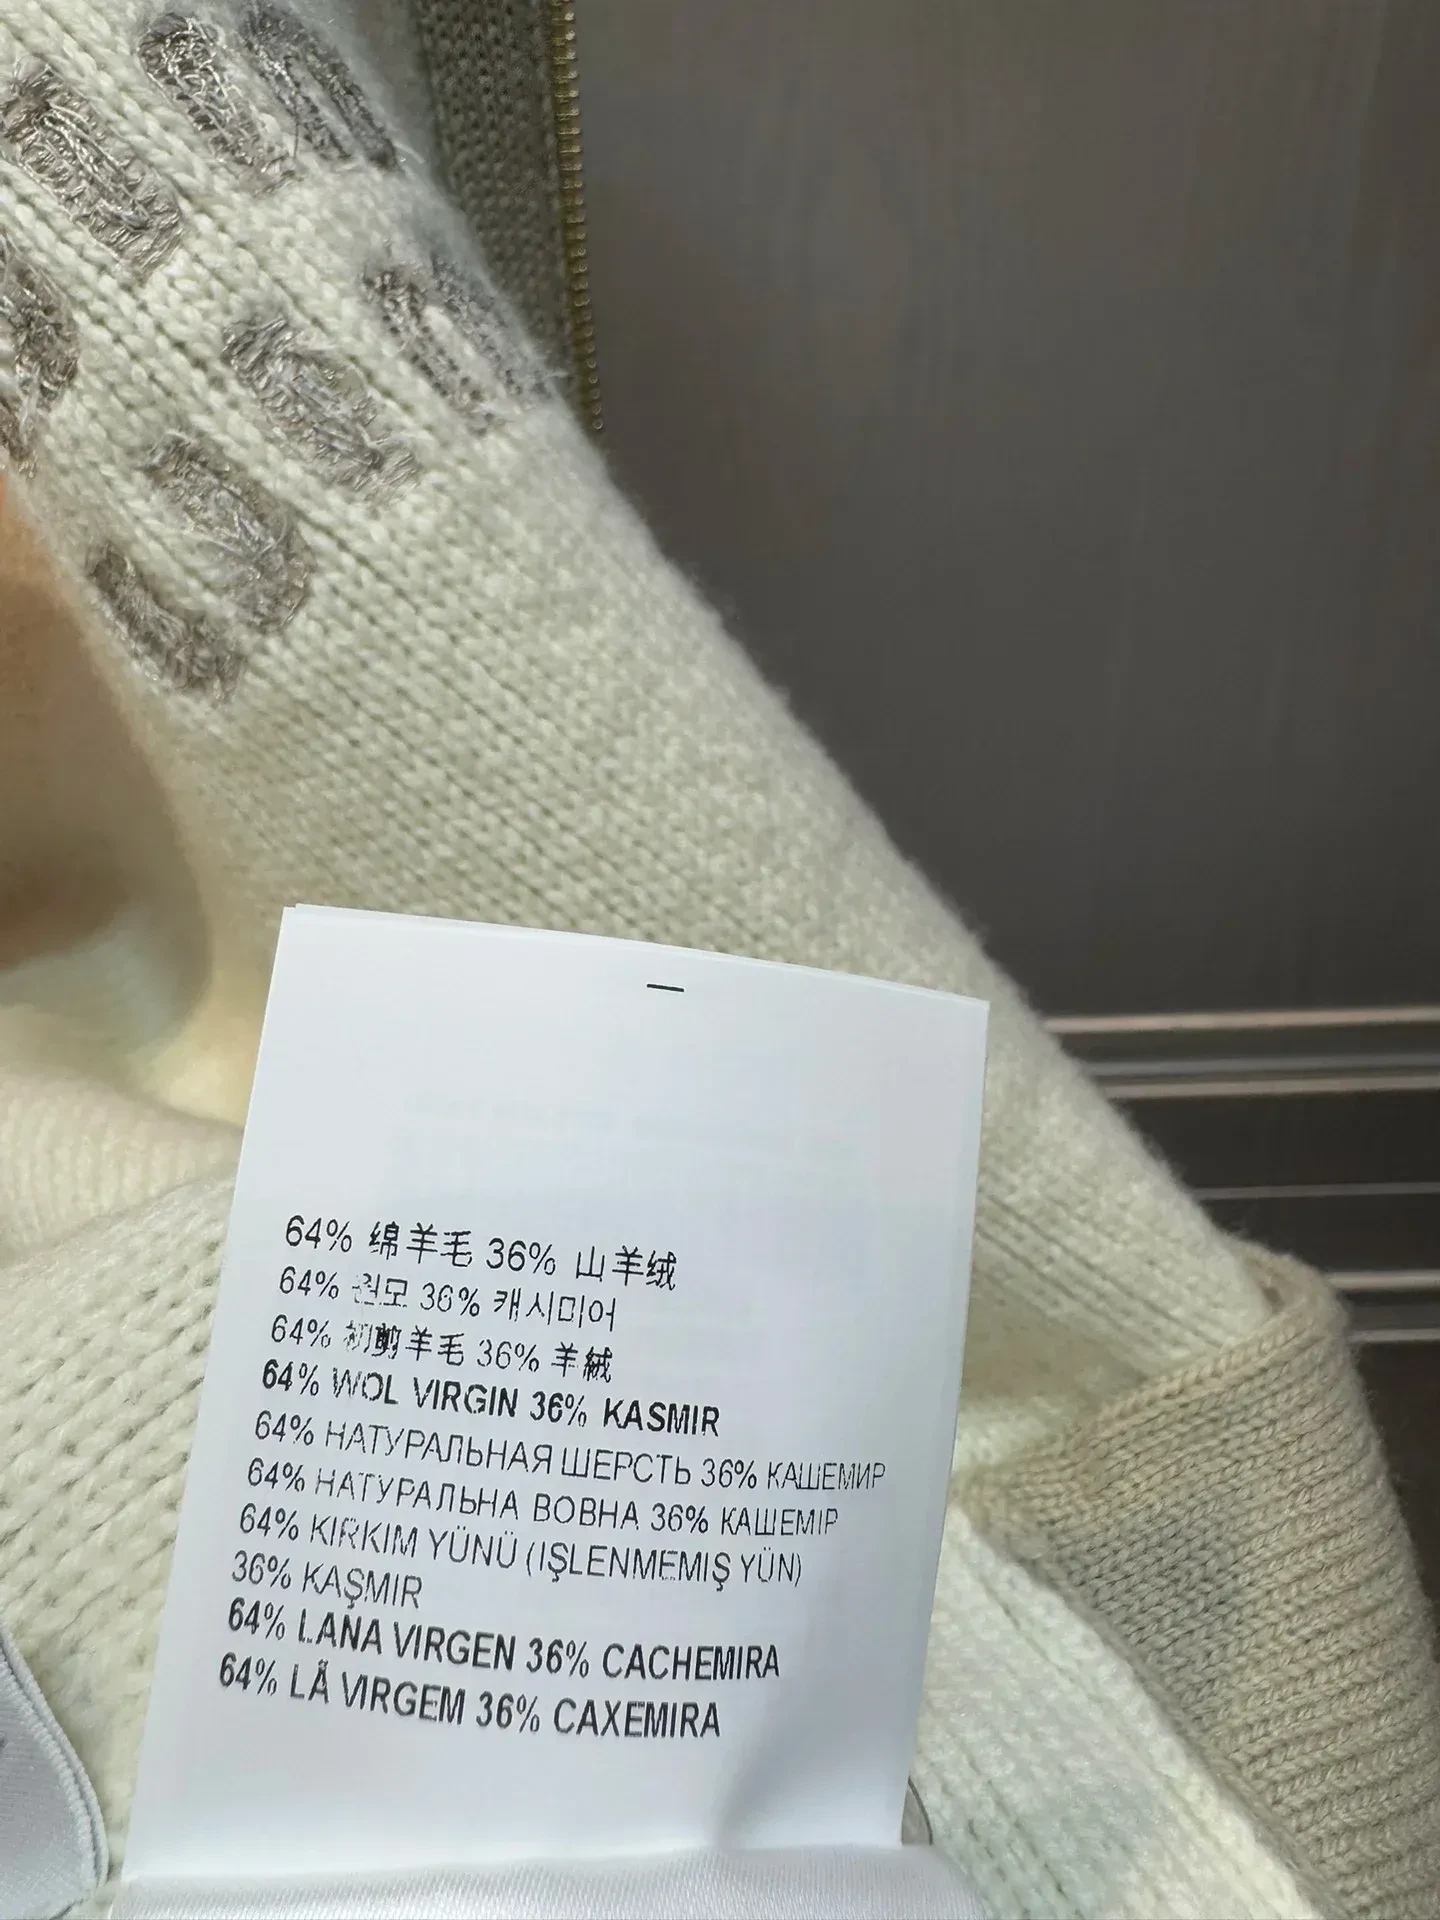 64% 绵羊毛 36% 山羊绒
64% 원모 36% 캐시미어
64% 初剪羊毛 36% 羊絨
64% WOL VIRGIN 36% KASMIR
64% НАТУРАЛЬНАЯ ШЕРСТЬ 36% КАШЕМИР
64% НАТУРАЛЬНА ВОВНА 36% КАШЕМІР
64% KIRKIM YÜNÜ (IŞLENMEMIŞ YÜN)
36% KAŞMIR
64% LANA VIRGEN 36% CACHEMIRA
64% LÃ VIRGEM 36% CAXEMIRA